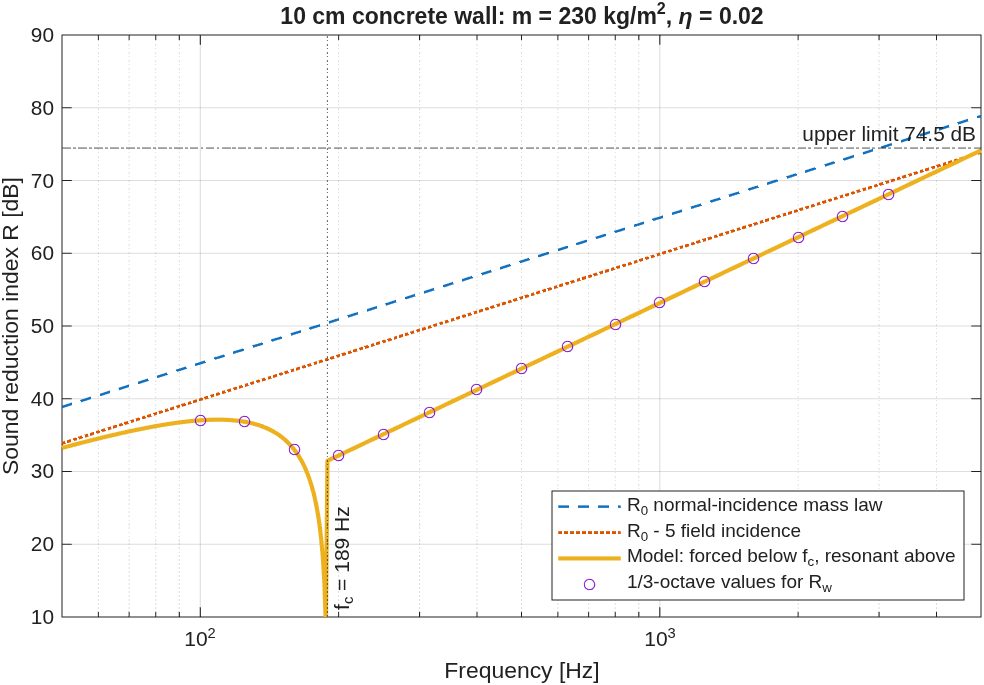 10 cm concrete wall: m = 230 kg/m², η = 0.02
Sound reduction index R [dB]
90
80
70
60
50
40
30
20
10
upper limit 74.5 dB
f_c = 189 Hz
R₀ normal-incidence mass law
R₀ - 5 field incidence
Model: forced below f_c, resonant above
1/3-octave values for R_w
10²
10³
Frequency [Hz]